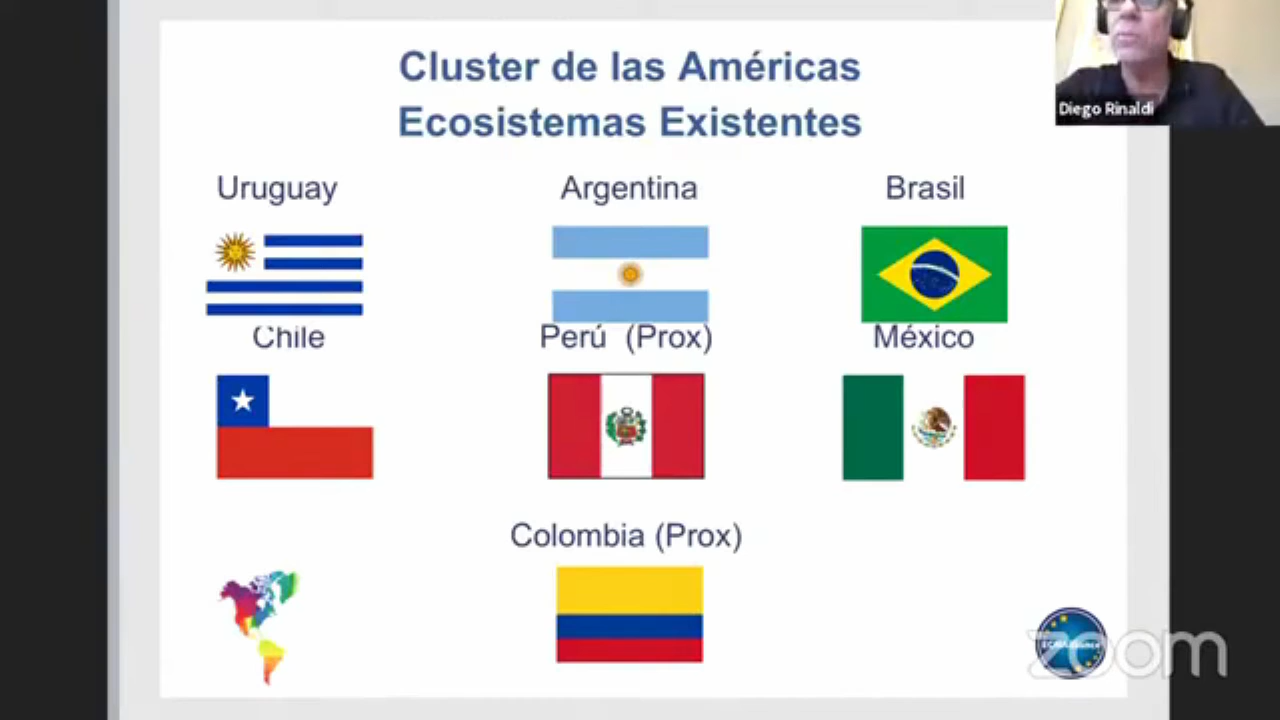 Cluster de las Américas
Ecosistemas Existentes
Diego Rinaldi
Uruguay
Argentina
Brasil
Chile
Perú (Prox)
México
Colombia (Prox)
zoom